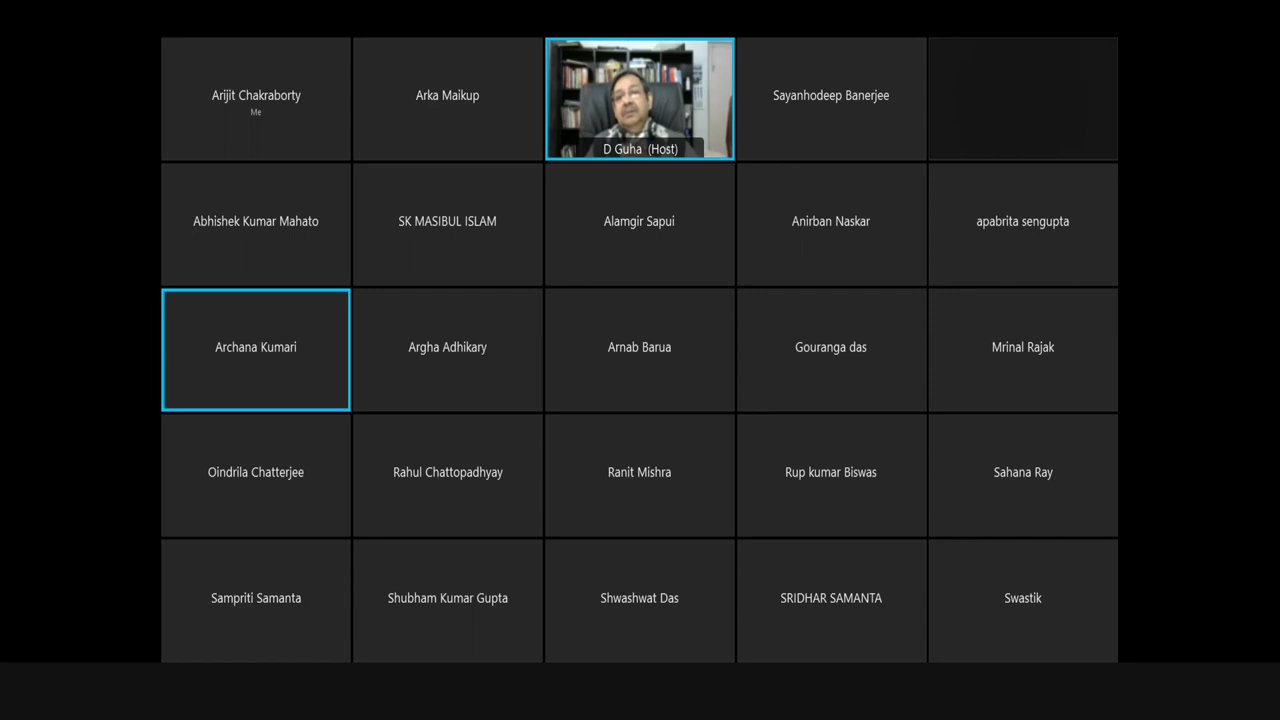 Arijit Chakraborty
Me
Arka Maikup
D Guha (Host)
Sayanhodeep Banerjee
Abhishek Kumar Mahato
SK MASIBUL ISLAM
Alamgir Sapui
Anirban Naskar
apabrita sengupta
Archana Kumari
Argha Adhikary
Arnab Barua
Gouranga das
Mrinal Rajak
Oindrila Chatterjee
Rahul Chattopadhyay
Ranit Mishra
Rup kumar Biswas
Sahana Ray
Sampriti Samanta
Shubham Kumar Gupta
Shwashwat Das
SRIDHAR SAMANTA
Swastik